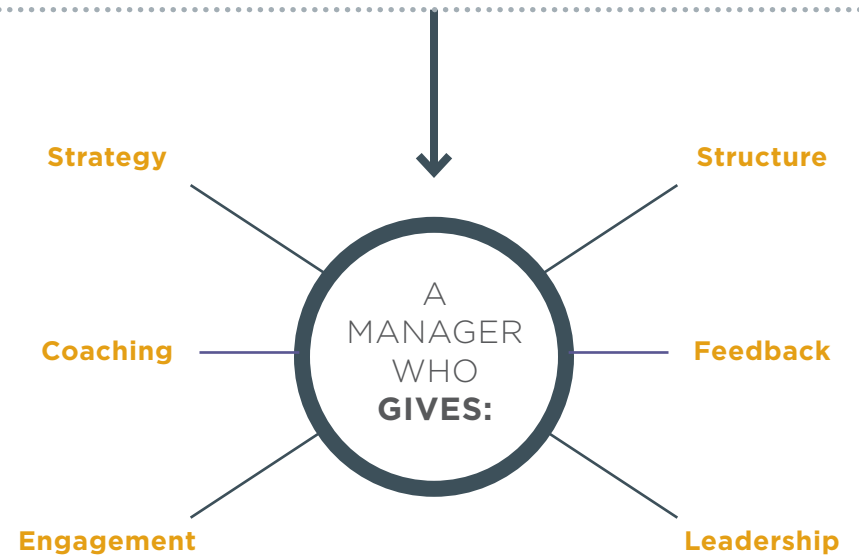 Strategy
Structure
A
MANAGER
WHO
GIVES:
Coaching
Feedback
Engagement
Leadership